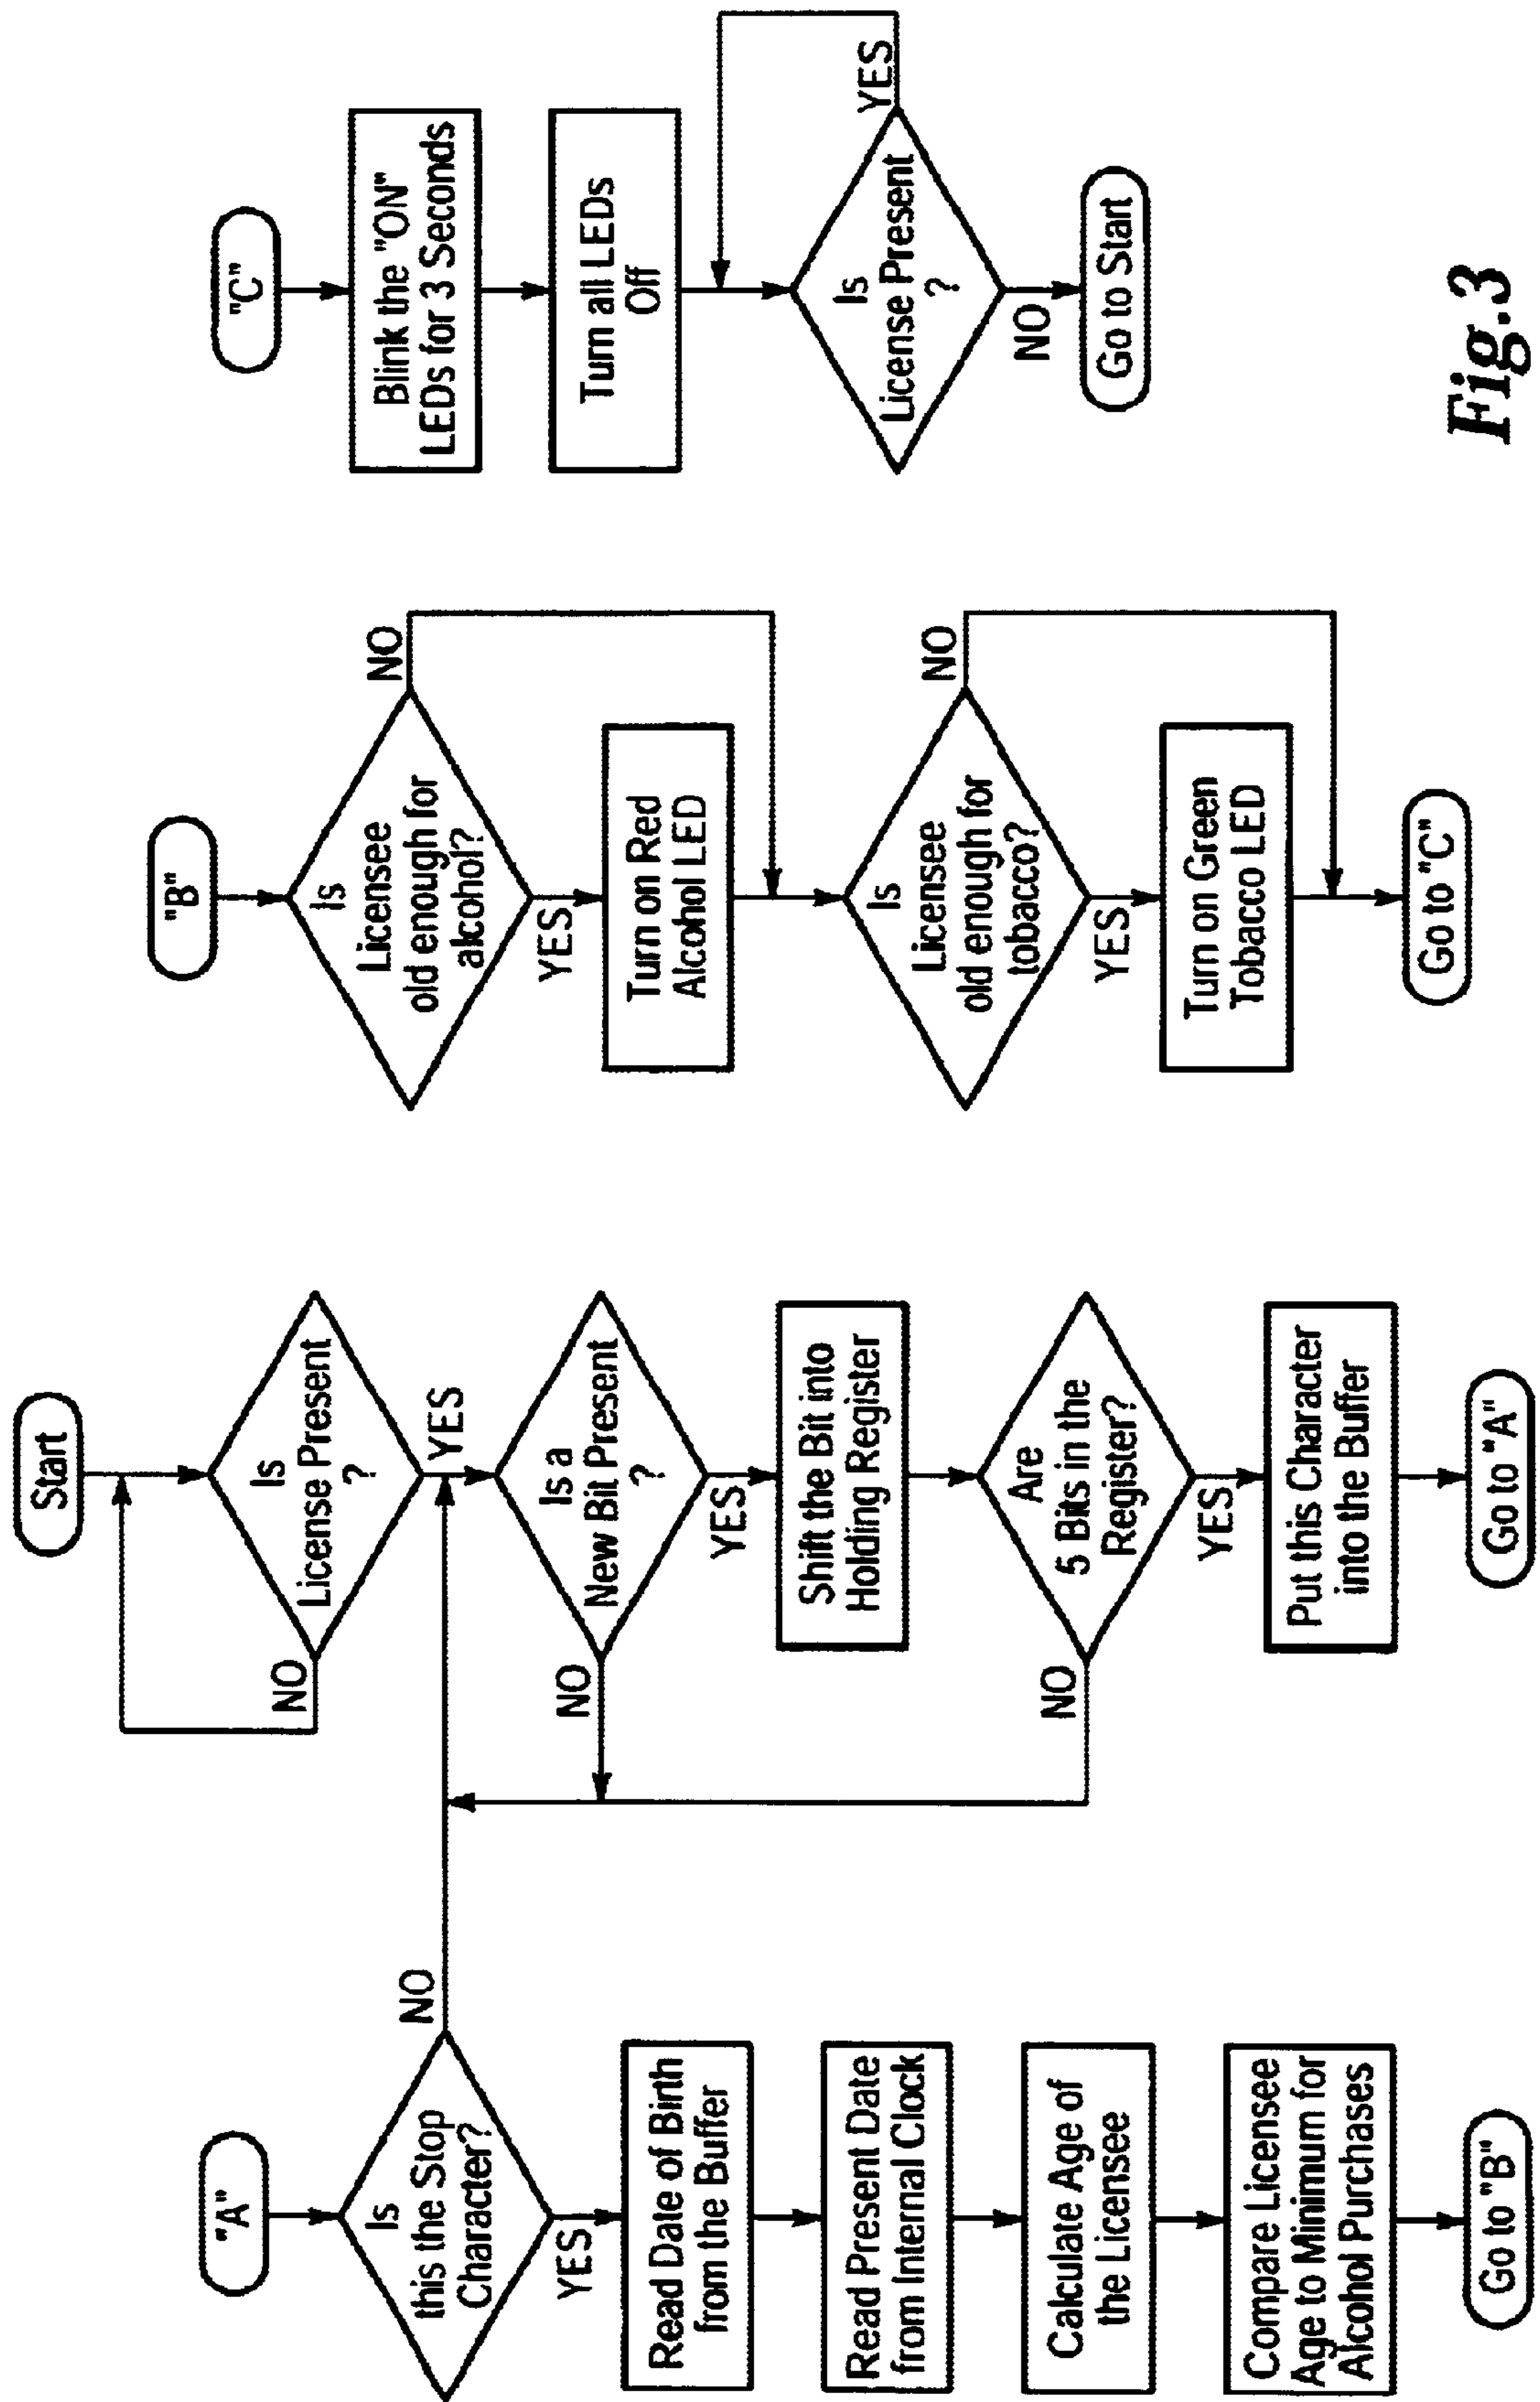 "A"
Is
this the Stop
Character?
NO
YES
Read Date of Birth
from the Buffer
Read Present Date
from Internal Clock
Calculate Age of
the Licensee
Compare Licensee
Age to Minimum for
Alcohol Purchases
Go to "B"
Start
Is
License Present
?
NO
YES
Is a
New Bit Present
?
NO
YES
Shift the Bit into
Holding Register
Are
5 Bits in the
Register?
NO
YES
Put this Character
into the Buffer
Go to "A"
"B"
Is
Licensee
old enough for
alcohol?
NO
YES
Turn on Red
Alcohol LED
Is
Licensee
old enough for
tobacco?
NO
YES
Turn on Green
Tobacco LED
Go to "C"
"C"
Blink the "ON"
LEDs for 3 Seconds
Turn all LEDs
Off
Is
License Present
?
YES
NO
Go to Start
Fig.3